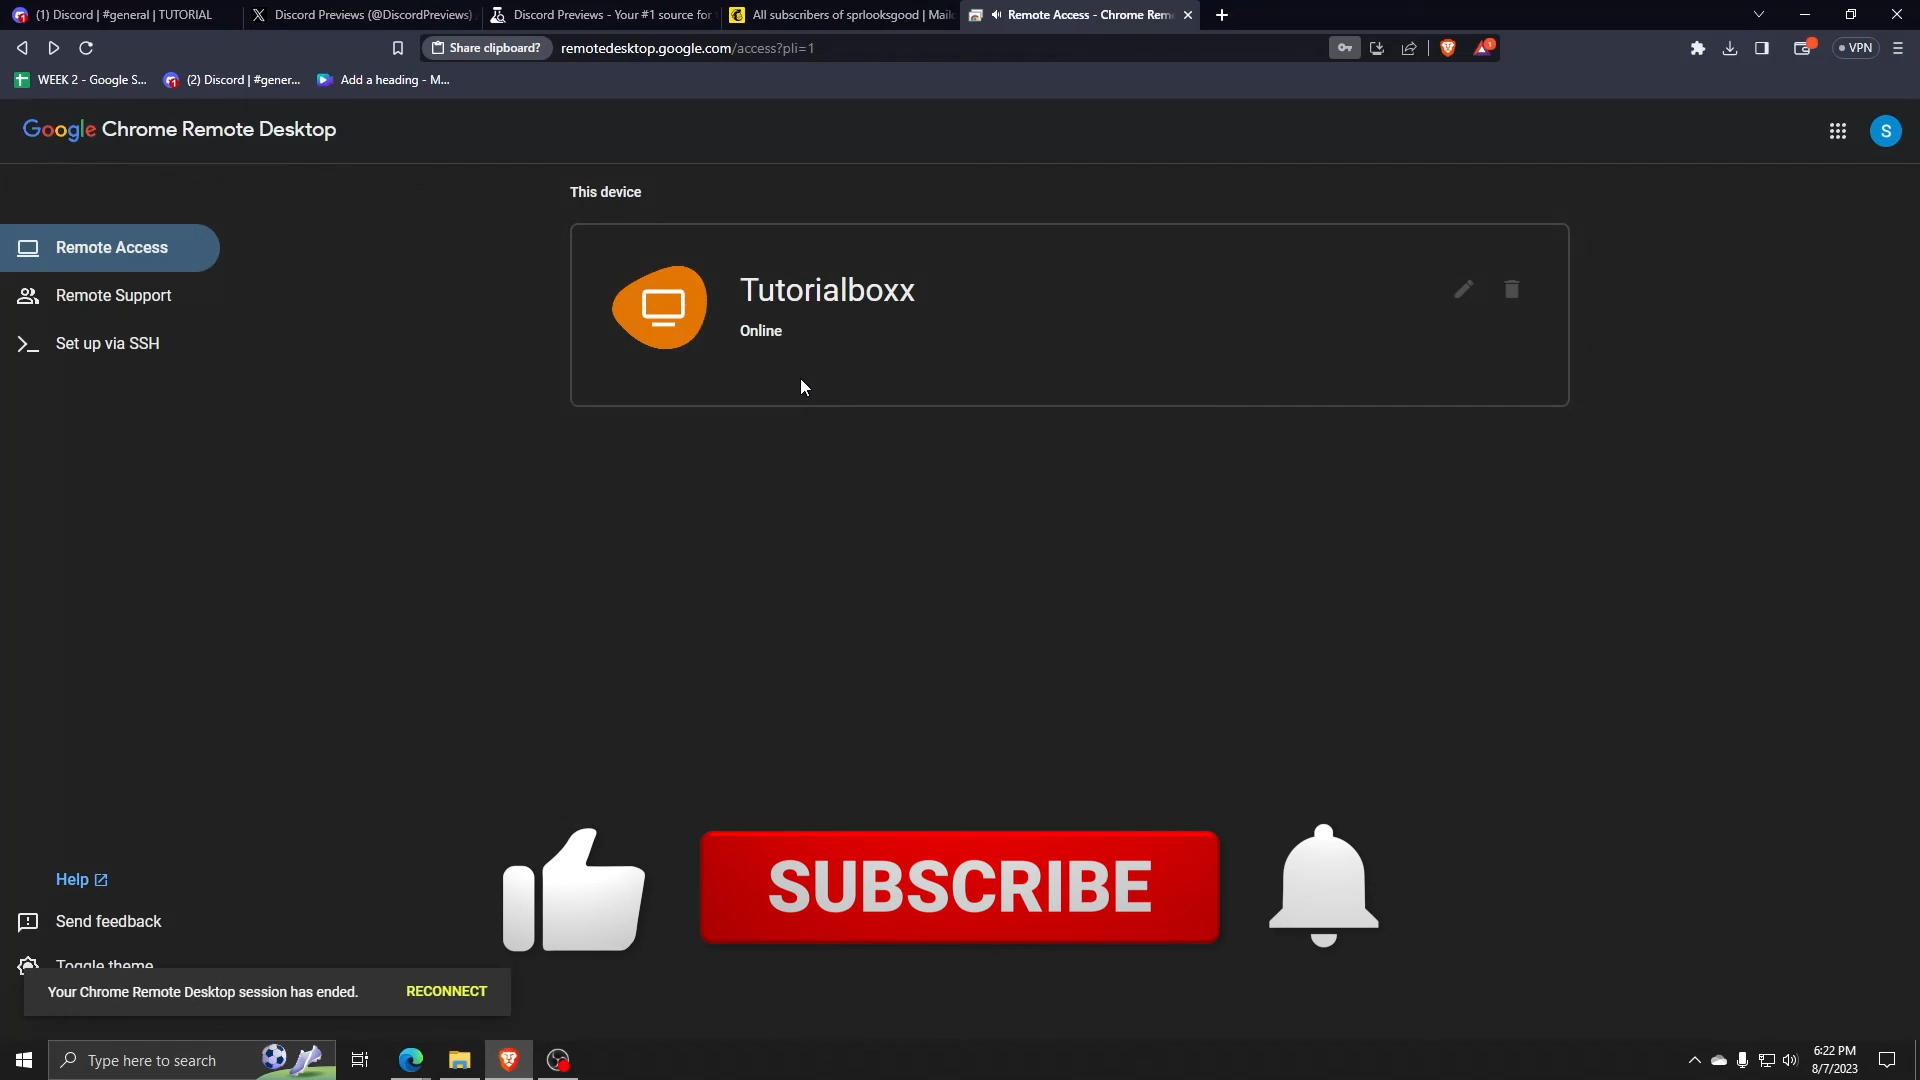 (1) Discord | #general | TUTORIAL
Discord Previews (@DiscordPreviews)
Discord Previews - Your #1 source for
All subscribers of sprlooksgood | Mail
Remote Access - Chrome Rem
Share clipboard?
remotedesktop.google.com/access?pli=1
1
VPN
WEEK 2 - Google S...
(2) Discord | #gener...
Add a heading - M...
Google Chrome Remote Desktop
S
This device
Remote Access
Remote Support
Set up via SSH
Tutorialboxx
Online
SUBSCRIBE
Help
Send feedback
Toggle theme
Your Chrome Remote Desktop session has ended.
RECONNECT
Type here to search
6:22 PM
8/7/2023